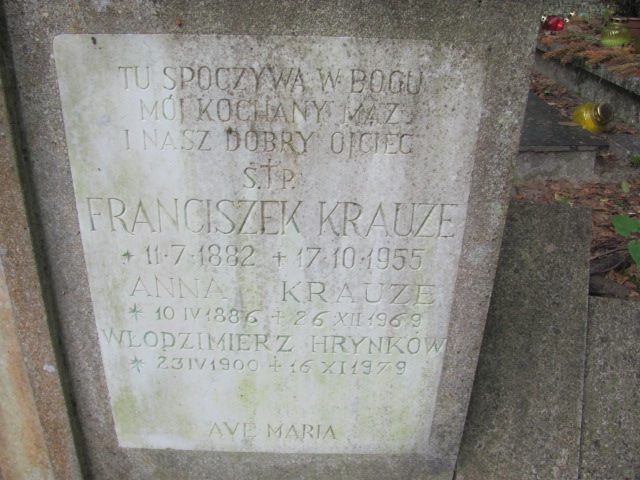 TU SPOCZYWA W BOGU
MÓJ KOCHANY MĄŻ
I NASZ DOBRY OJCIEC
Ś.†P.
FRANCISZEK KRAUZE
* 11·7·1882 + 17·10·1955
ANNA KRAUZE
* 10 IV 1886 + 26 XII 1969
WŁODZIMIERZ HRYNKÓW
* 23 IV 1900 + 16 XI 1979
AVE MARIA